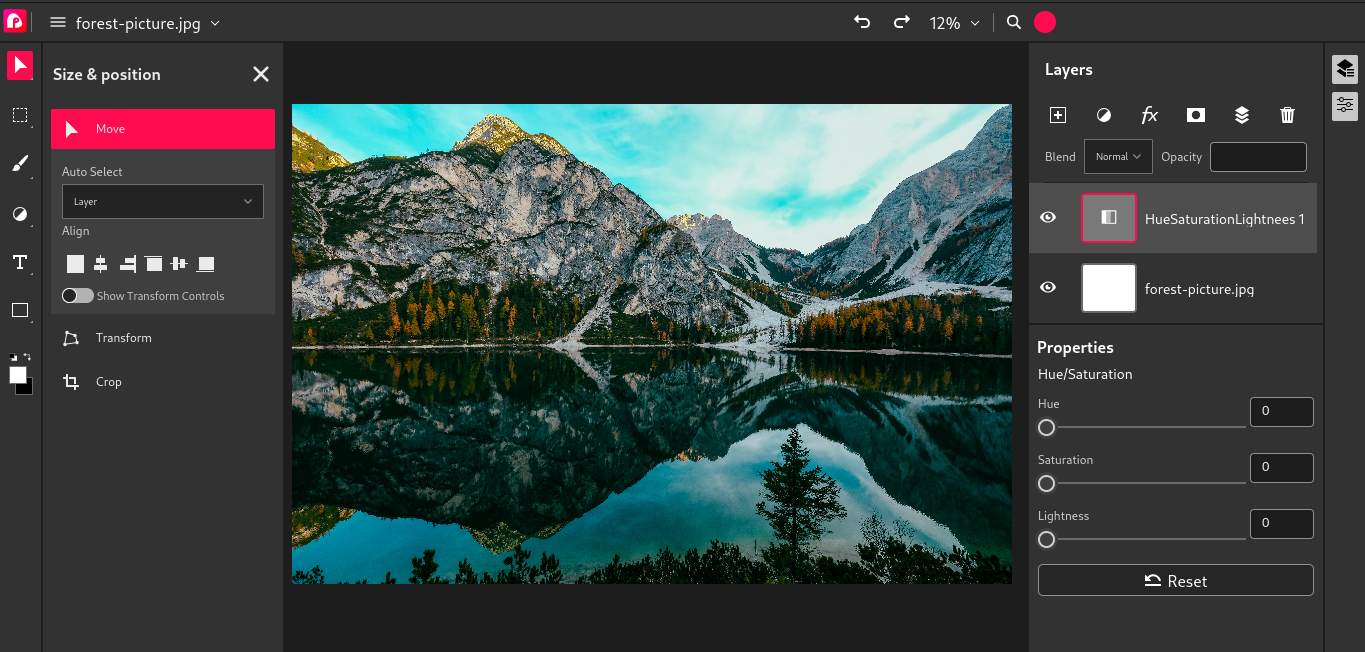 forest-picture.jpg
12%
Size & position
Move
Auto Select
Layer
Align
Show Transform Controls
Transform
Crop
Layers
fx
Blend Normal Opacity
HueSaturationLightnees 1
forest-picture.jpg
Properties
Hue/Saturation
Hue
0
Saturation
0
Lightness
0
Reset